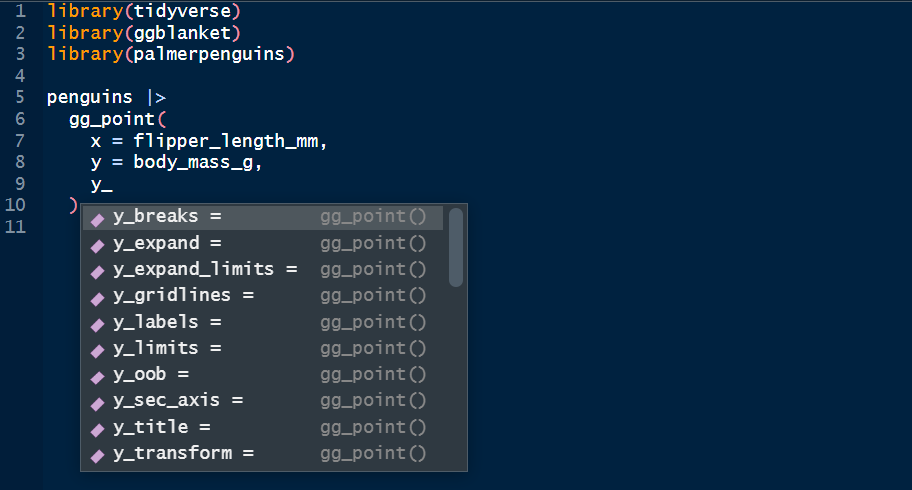 1 library(tidyverse)
2 library(ggblanket)
3 library(palmerpenguins)
4
5 penguins |>
6   gg_point(
7     x = flipper_length_mm,
8     y = body_mass_g,
9     y_
10   )
11
y_breaks = gg_point()
y_expand = gg_point()
y_expand_limits = gg_point()
y_gridlines = gg_point()
y_labels = gg_point()
y_limits = gg_point()
y_oob = gg_point()
y_sec_axis = gg_point()
y_title = gg_point()
y_transform = gg_point()